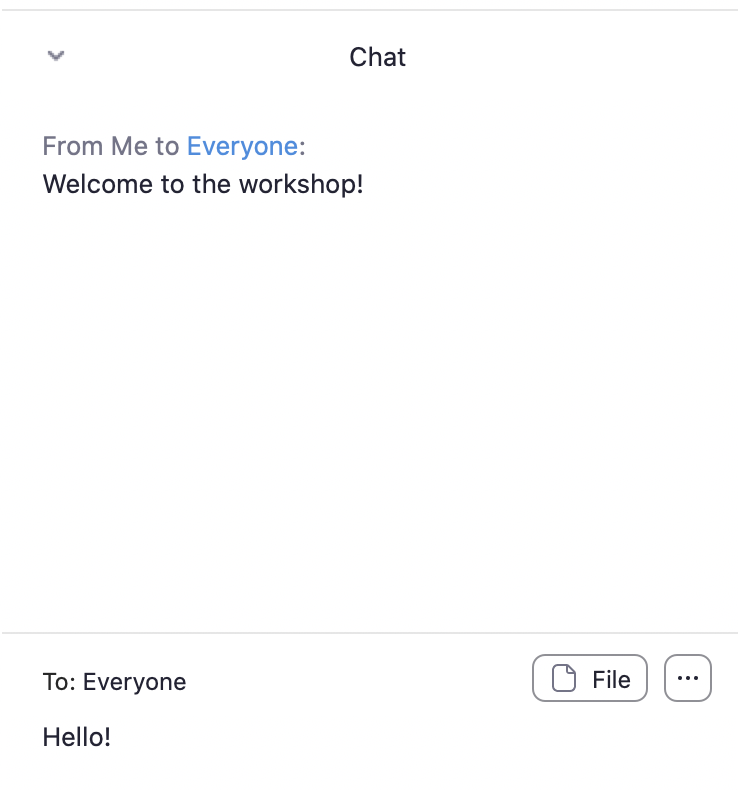 Chat
From Me to Everyone:
Welcome to the workshop!
To: Everyone
File
...
Hello!